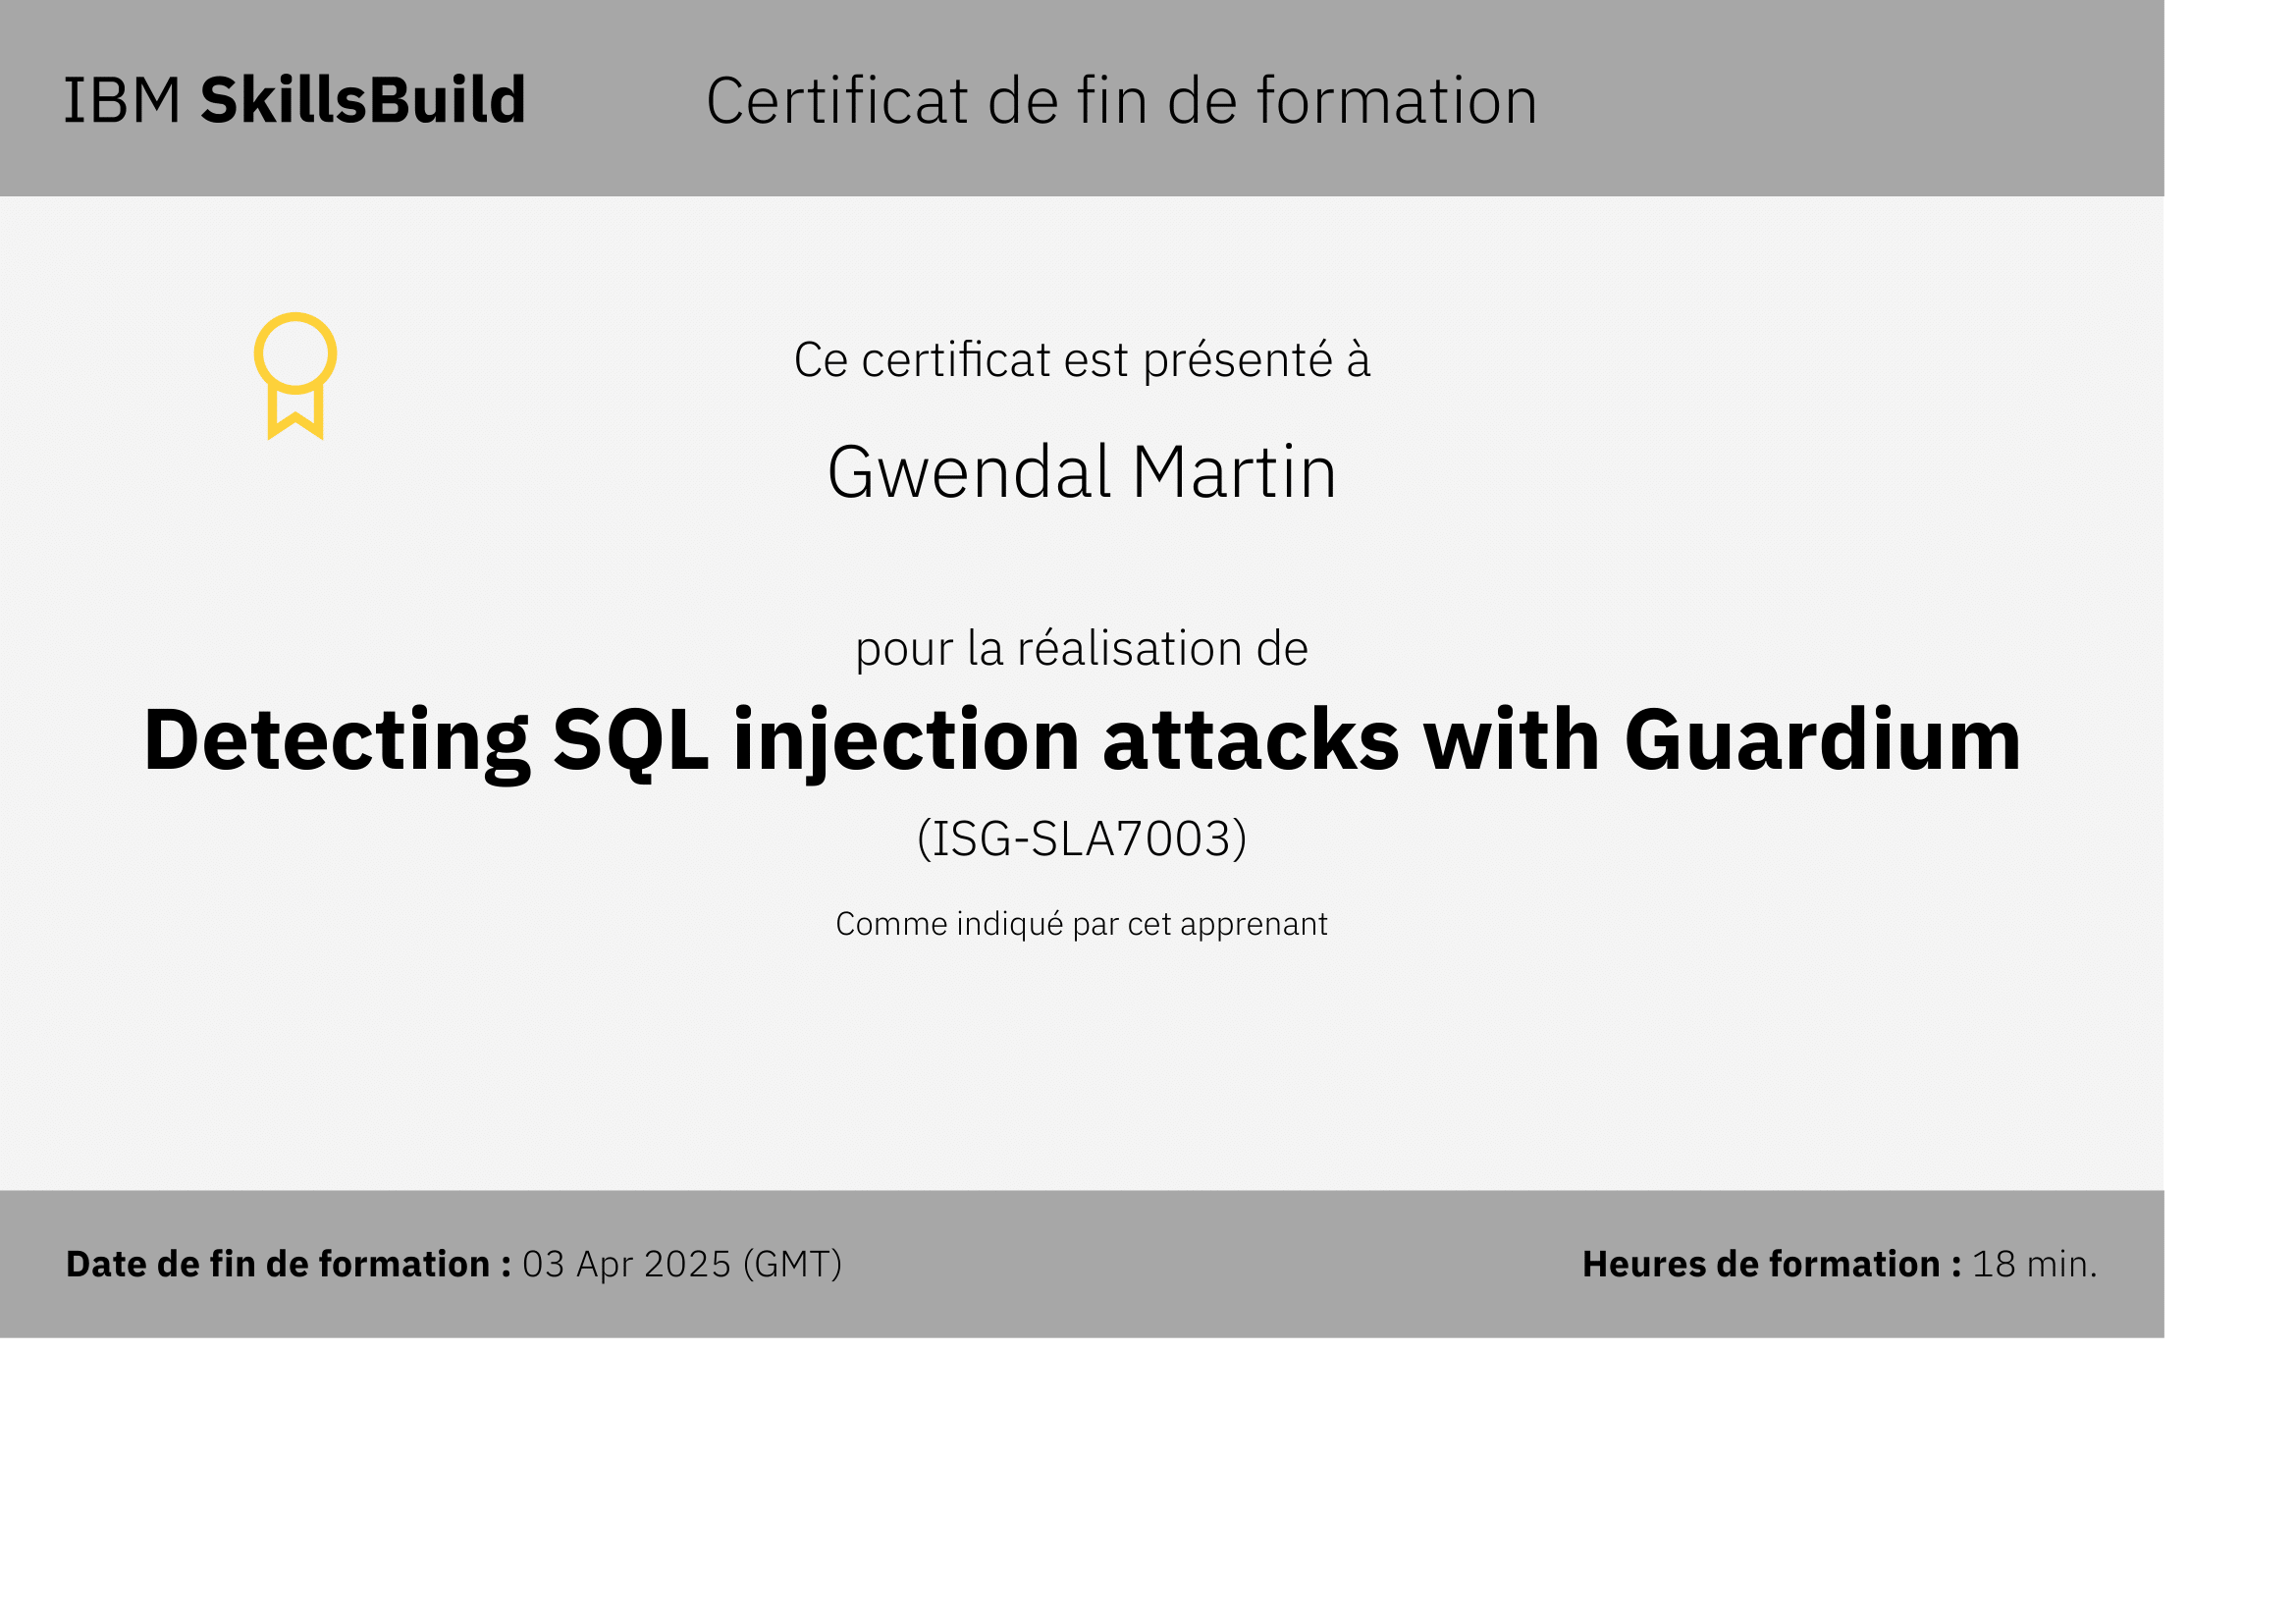 IBM SkillsBuild
Certificat de fin de formation
Ce certificat est présenté à
Gwendal Martin
pour la réalisation de
Detecting SQL injection attacks with Guardium
(ISG-SLA7003)
Comme indiqué par cet apprenant
Date de fin de formation : 03 Apr 2025 (GMT)
Heures de formation : 18 min.